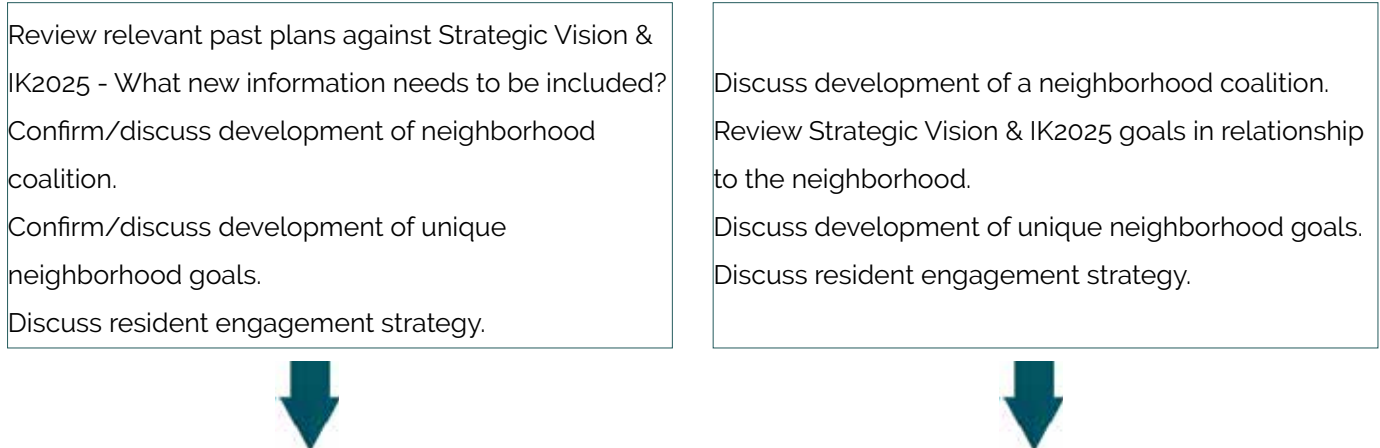 Review relevant past plans against Strategic Vision &
IK2025 - What new information needs to be included?
Confirm/discuss development of neighborhood
coalition.
Confirm/discuss development of unique
neighborhood goals.
Discuss resident engagement strategy.
Discuss development of a neighborhood coalition.
Review Strategic Vision & IK2025 goals in relationship
to the neighborhood.
Discuss development of unique neighborhood goals.
Discuss resident engagement strategy.